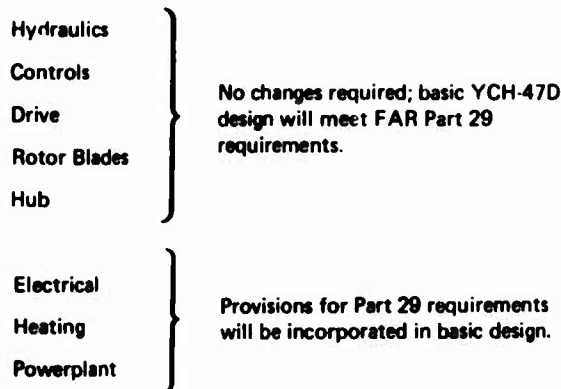 Hydraulics
Controls
Drive
Rotor Blades
Hub
No changes required; basic YCH-47D
design will meet FAR Part 29
requirements.
Electrical
Heating
Powerplant
Provisions for Part 29 requirements
will be incorporated in basic design.